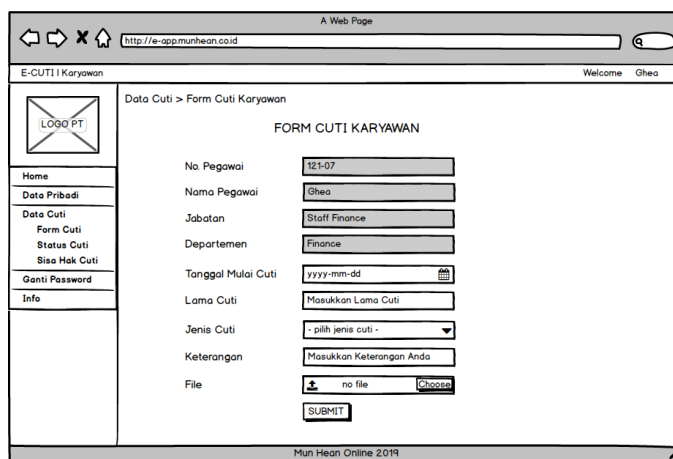 A Web Page
http://e-app.munhean.co.id
E-CUTI | Karyawan
Welcome Ghea
LOGO PT
Home
Data Pribadi
Data Cuti
Form Cuti
Status Cuti
Sisa Hak Cuti
Ganti Password
Info
Data Cuti > Form Cuti Karyawan
FORM CUTI KARYAWAN
No. Pegawai 121-07
Nama Pegawai Ghea
Jabatan Staff Finance
Departemen Finance
Tanggal Mulai Cuti yyyy-mm-dd
Lama Cuti Masukkan Lama Cuti
Jenis Cuti - pilih jenis cuti -
Keterangan Masukkan Keterangan Anda
File no file Choose
SUBMIT
Mun Hean Online 2019